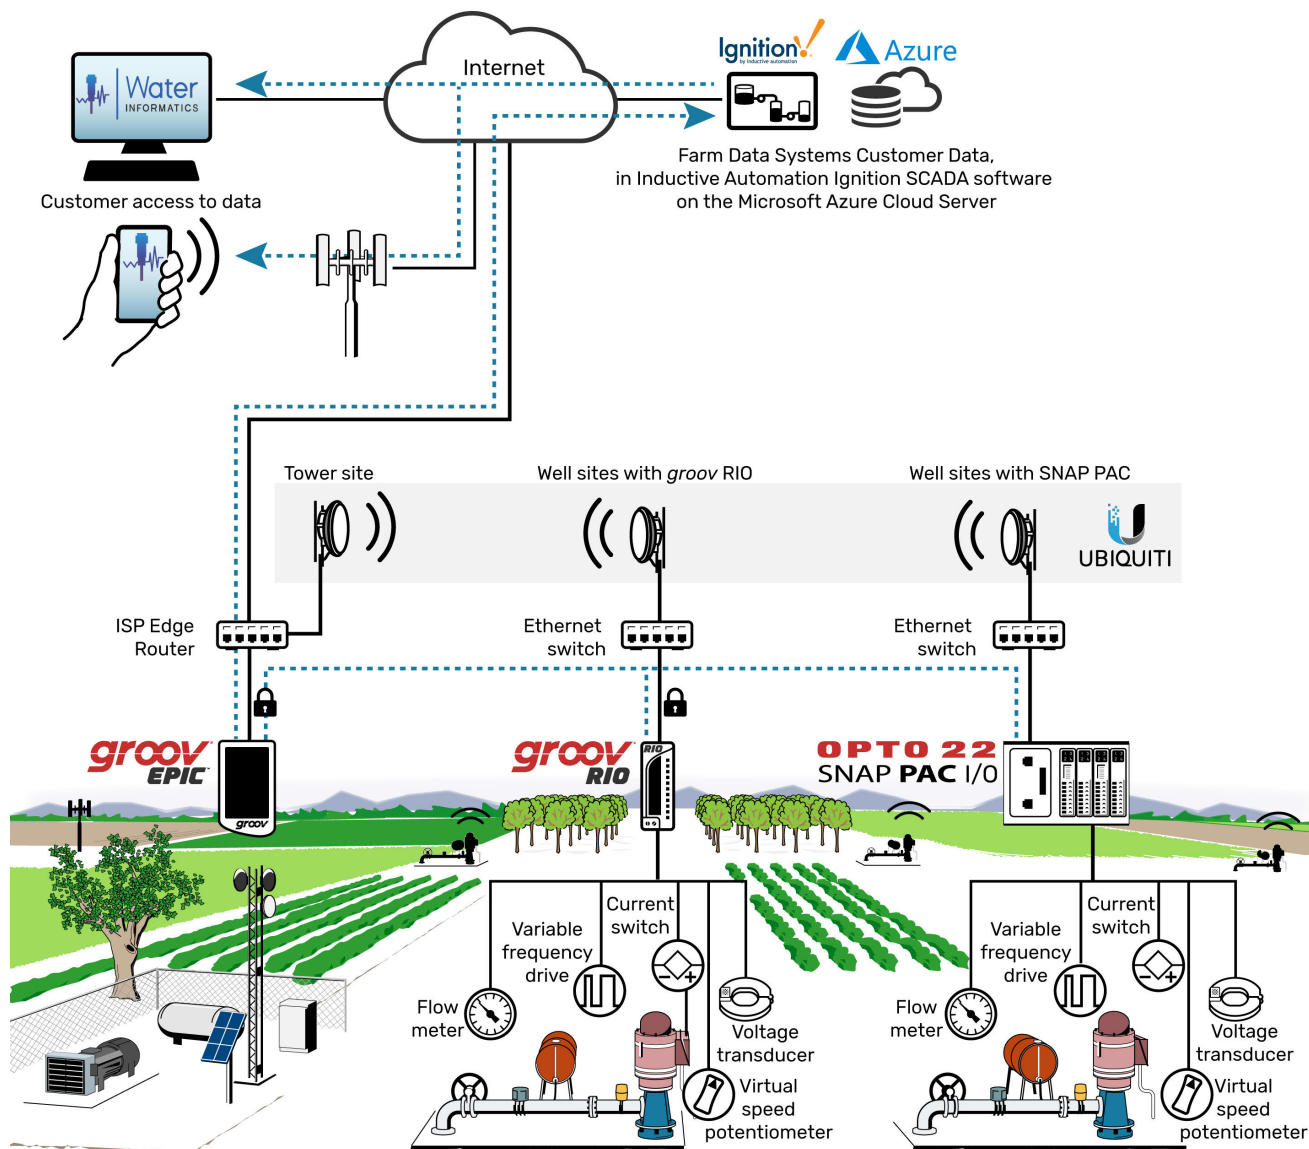 Ignition!
by inductive automation
Azure
Internet
Water
INFORMATICS
Farm Data Systems Customer Data,
in Inductive Automation Ignition SCADA software
on the Microsoft Azure Cloud Server
Customer access to data
Tower site
Well sites with groov RIO
Well sites with SNAP PAC
UBIQUITI
ISP Edge
Router
Ethernet
switch
Ethernet
switch
groov
EPIC™
groov
groov
RIO
RIO
OPTO 22
SNAP PAC I/O
Current
switch
Variable
frequency
drive
Flow
meter
Voltage
transducer
Virtual
speed
potentiometer
Current
switch
Variable
frequency
drive
Flow
meter
Voltage
transducer
Virtual
speed
potentiometer